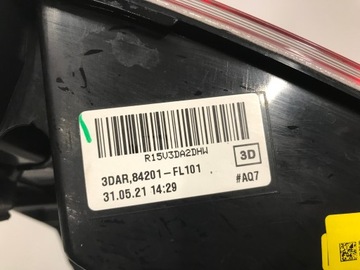 R15V3DA2DHW
3DAR,84201-FL101
3D
31.05.21 14:29
#AQ7